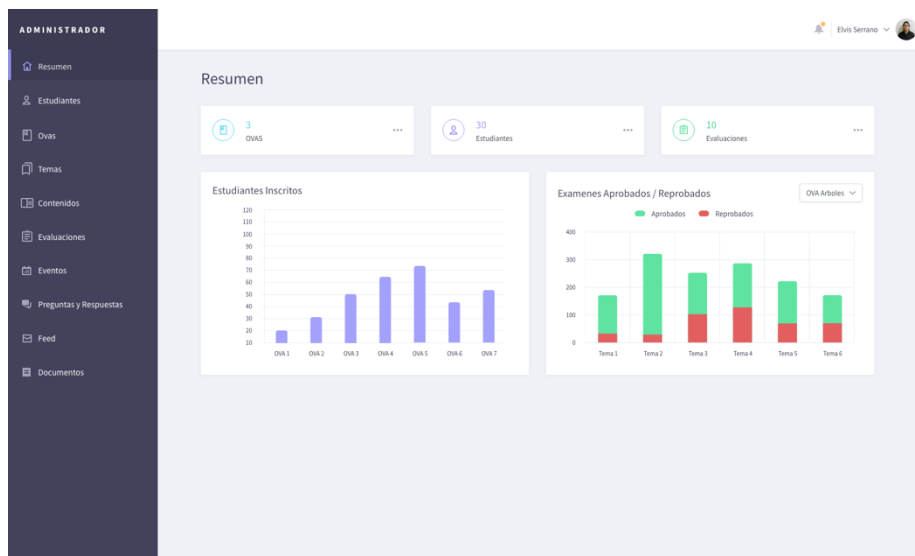 ADMINISTRADOR
Elvis Serrano
Resumen
Estudiantes
Ovas
Temas
Contenidos
Evaluaciones
Eventos
Preguntas y Respuestas
Feed
Documentos
Resumen
3
OVAS
30
Estudiantes
10
Evaluaciones
Estudiantes Inscritos
120
110
100
90
80
70
60
50
40
30
20
10
OVA 1 OVA 2 OVA 3 OVA 4 OVA 5 OVA 6 OVA 7
Examenes Aprobados / Reprobados
OVA Arboles
Aprobados Reprobados
400
300
200
100
0
Tema 1 Tema 2 Tema 3 Tema 4 Tema 5 Tema 6